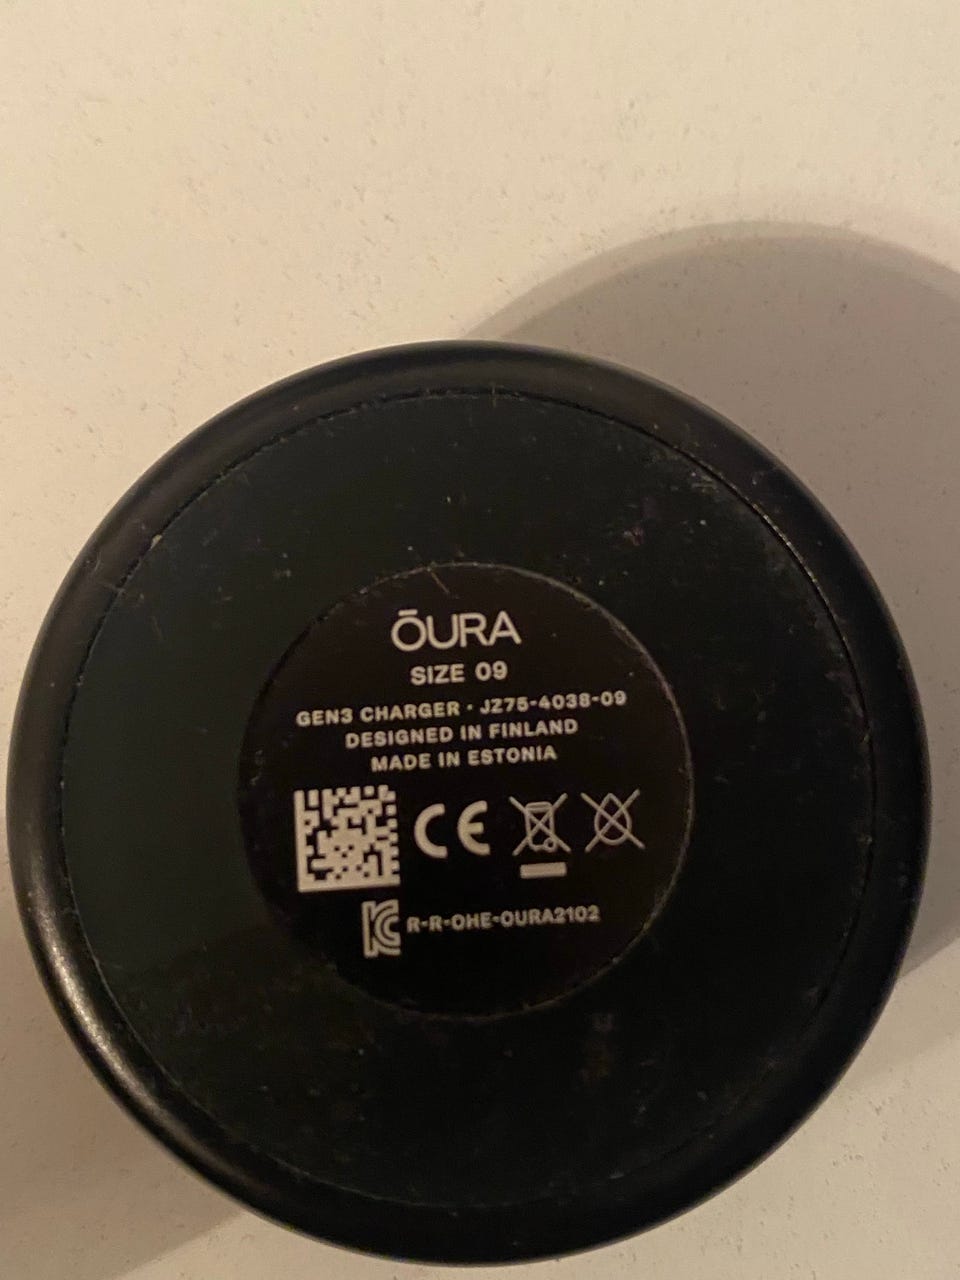 ŌURA
SIZE 09
GEN3 CHARGER · JZ75-4038-09
DESIGNED IN FINLAND
MADE IN ESTONIA
CE
R-R-OHE-OURA2102